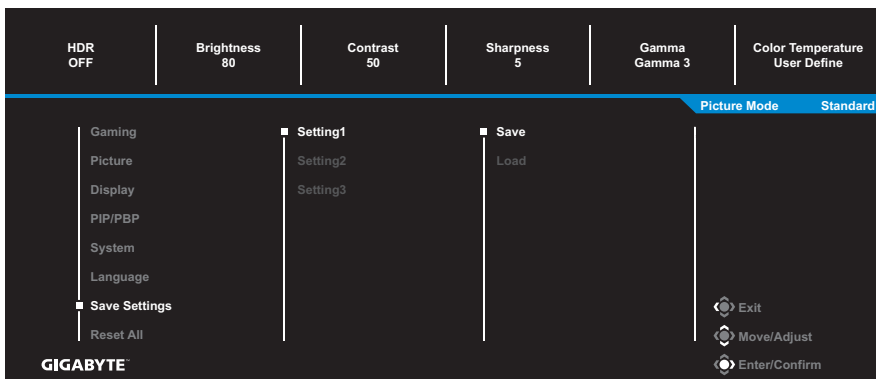 HDR Brightness Contrast Sharpness Gamma Color Temperature
OFF 80 50 5 Gamma 3 User Define
Picture Mode Standard
Gaming Setting1 Save
Picture Setting2 Load
Display Setting3
PIP/PBP
System
Language
Save Settings Exit
Reset All Move/Adjust
GIGABYTE™ Enter/Confirm